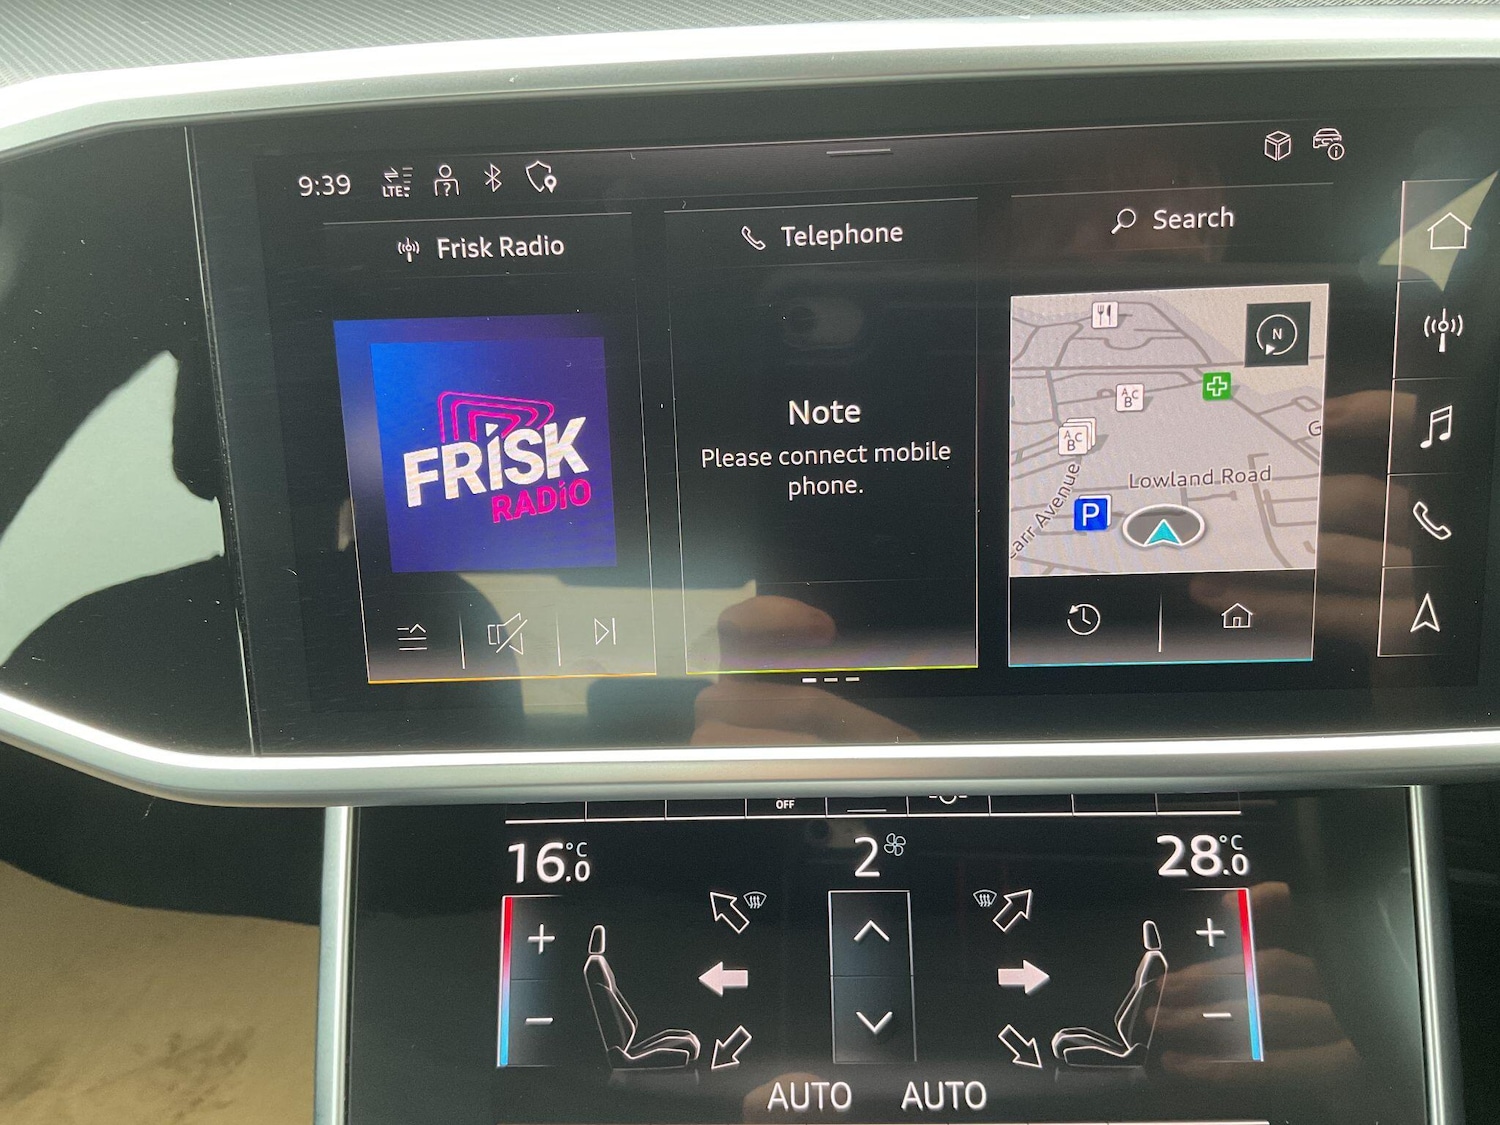 9:39
LTE
?
Frisk Radio
Telephone
Search
FRISK
RADIO
Note
Please connect mobile
phone.
N
A C
B
A C
B
Lowland Road
P
G
OFF
16.0 °C
2
28.0 °C
AUTO AUTO